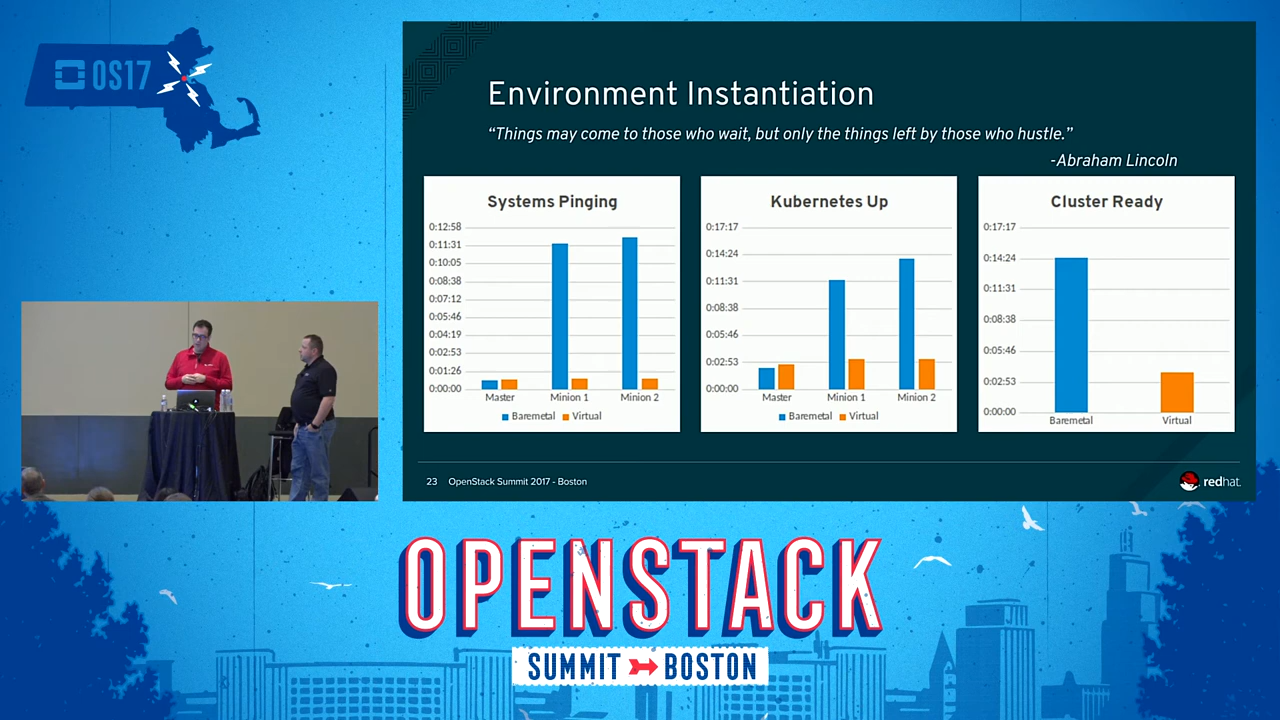 OS17
Environment Instantiation
“Things may come to those who wait, but only the things left by those who hustle.”
-Abraham Lincoln
Systems Pinging
0:12:58
0:11:31
0:10:05
0:08:38
0:07:12
0:05:46
0:04:19
0:02:53
0:01:26
0:00:00
Master Minion 1 Minion 2
Baremetal Virtual
Kubernetes Up
0:17:17
0:14:24
0:11:31
0:08:38
0:05:46
0:02:53
0:00:00
Master Minion 1 Minion 2
Baremetal Virtual
Cluster Ready
0:17:17
0:14:24
0:11:31
0:08:38
0:05:46
0:02:53
0:00:00
Baremetal Virtual
23 OpenStack Summit 2017 - Boston
redhat.
OPENSTACK
SUMMIT BOSTON